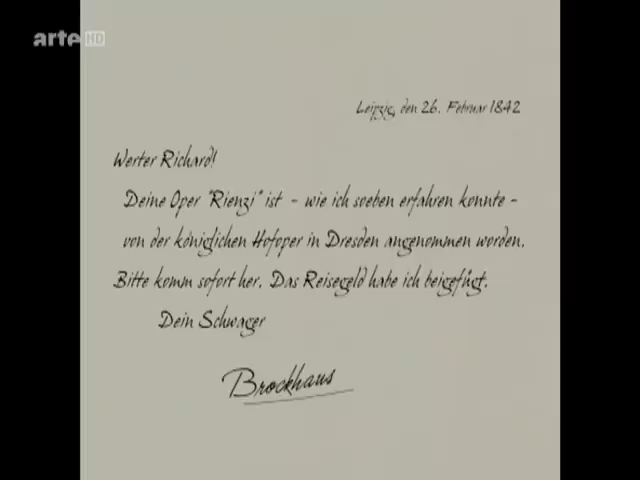 arte HD
Leipzig, den 26. Februar 1842
Werter Richard!
Deine Oper "Rienzi" ist - wie ich soeben erfahren konnte -
von der königlichen Hofoper in Dresden angenommen worden.
Bitte komm sofort her. Das Reisegeld habe ich beigefügt.
Dein Schwager
Brockhaus